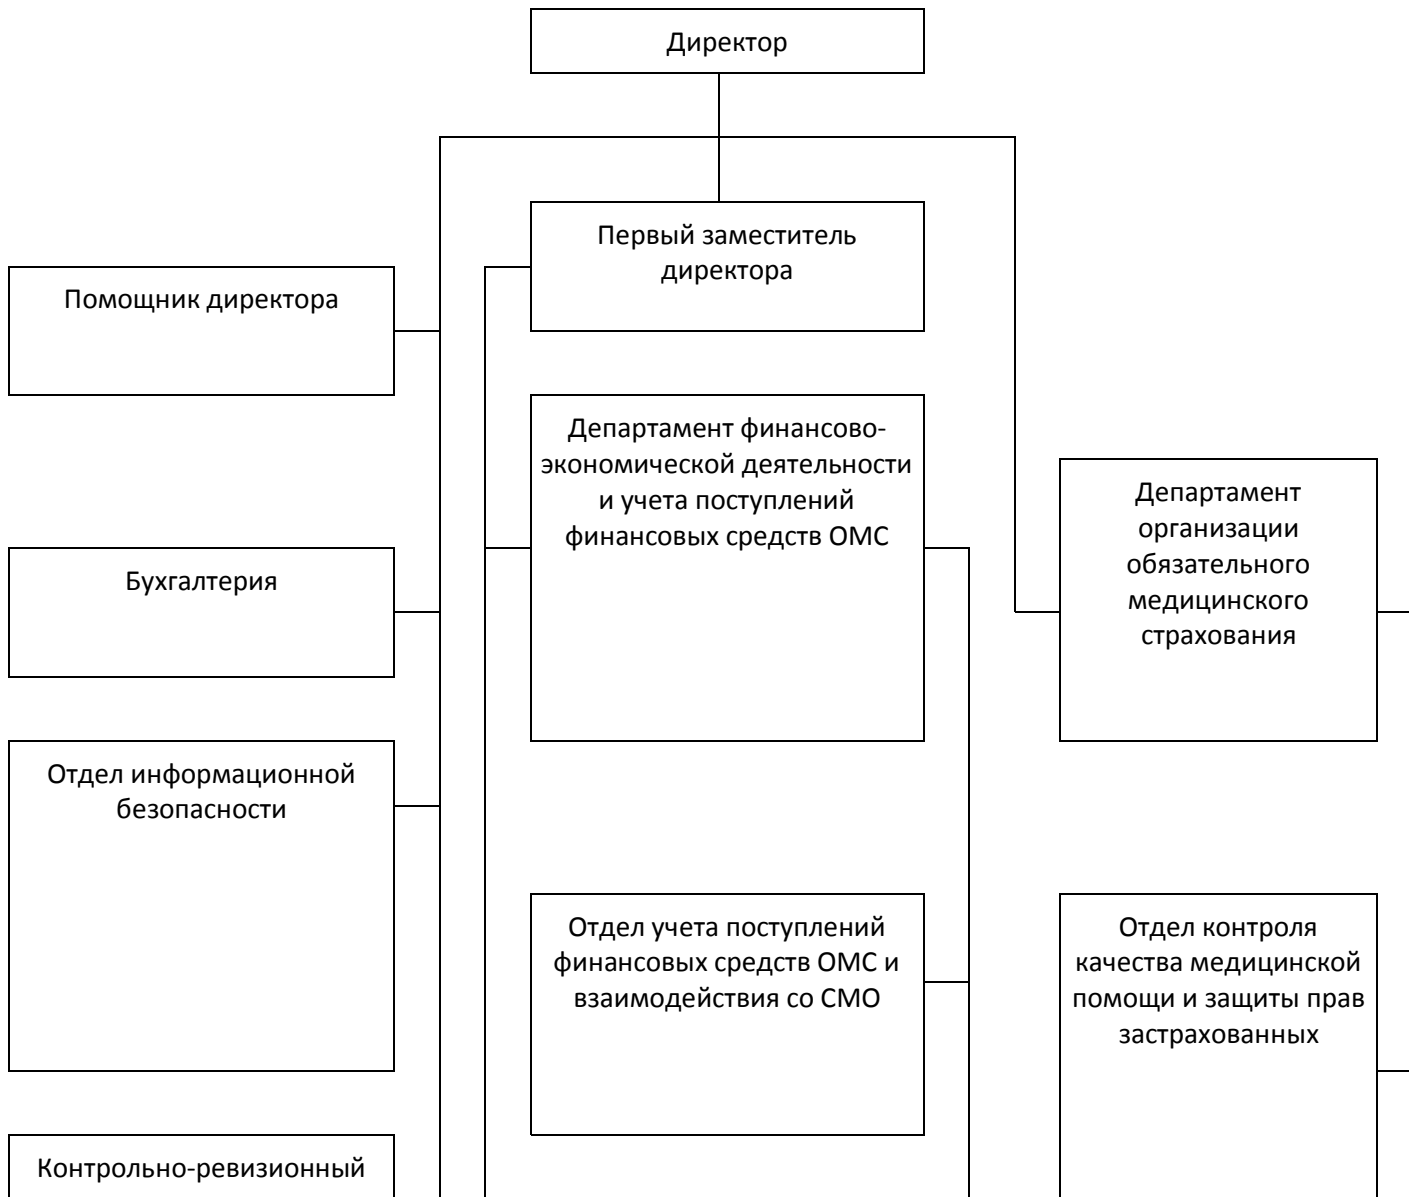 Директор
Первый заместитель
директора
Помощник директора
Департамент финансово-
экономической деятельности
и учета поступлений
финансовых средств ОМС
Департамент
организации
обязательного
медицинского
страхования
Бухгалтерия
Отдел информационной
безопасности
Отдел учета поступлений
финансовых средств ОМС и
взаимодействия со СМО
Отдел контроля
качества медицинской
помощи и защиты прав
застрахованных
Контрольно-ревизионный